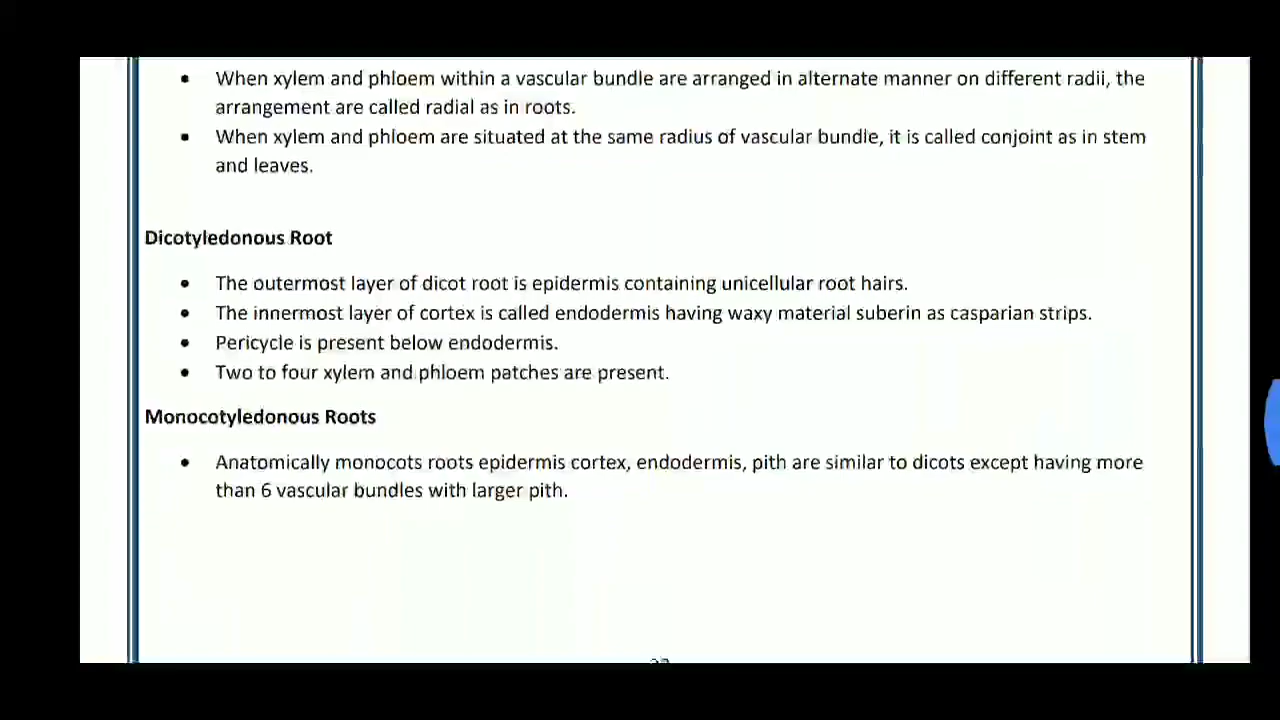 • When xylem and phloem within a vascular bundle are arranged in alternate manner on different radii, the
arrangement are called radial as in roots.
• When xylem and phloem are situated at the same radius of vascular bundle, it is called conjoint as in stem
and leaves.
Dicotyledonous Root
• The outermost layer of dicot root is epidermis containing unicellular root hairs.
• The innermost layer of cortex is called endodermis having waxy material suberin as casparian strips.
• Pericycle is present below endodermis.
• Two to four xylem and phloem patches are present.
Monocotyledonous Roots
• Anatomically monocots roots epidermis cortex, endodermis, pith are similar to dicots except having more
than 6 vascular bundles with larger pith.